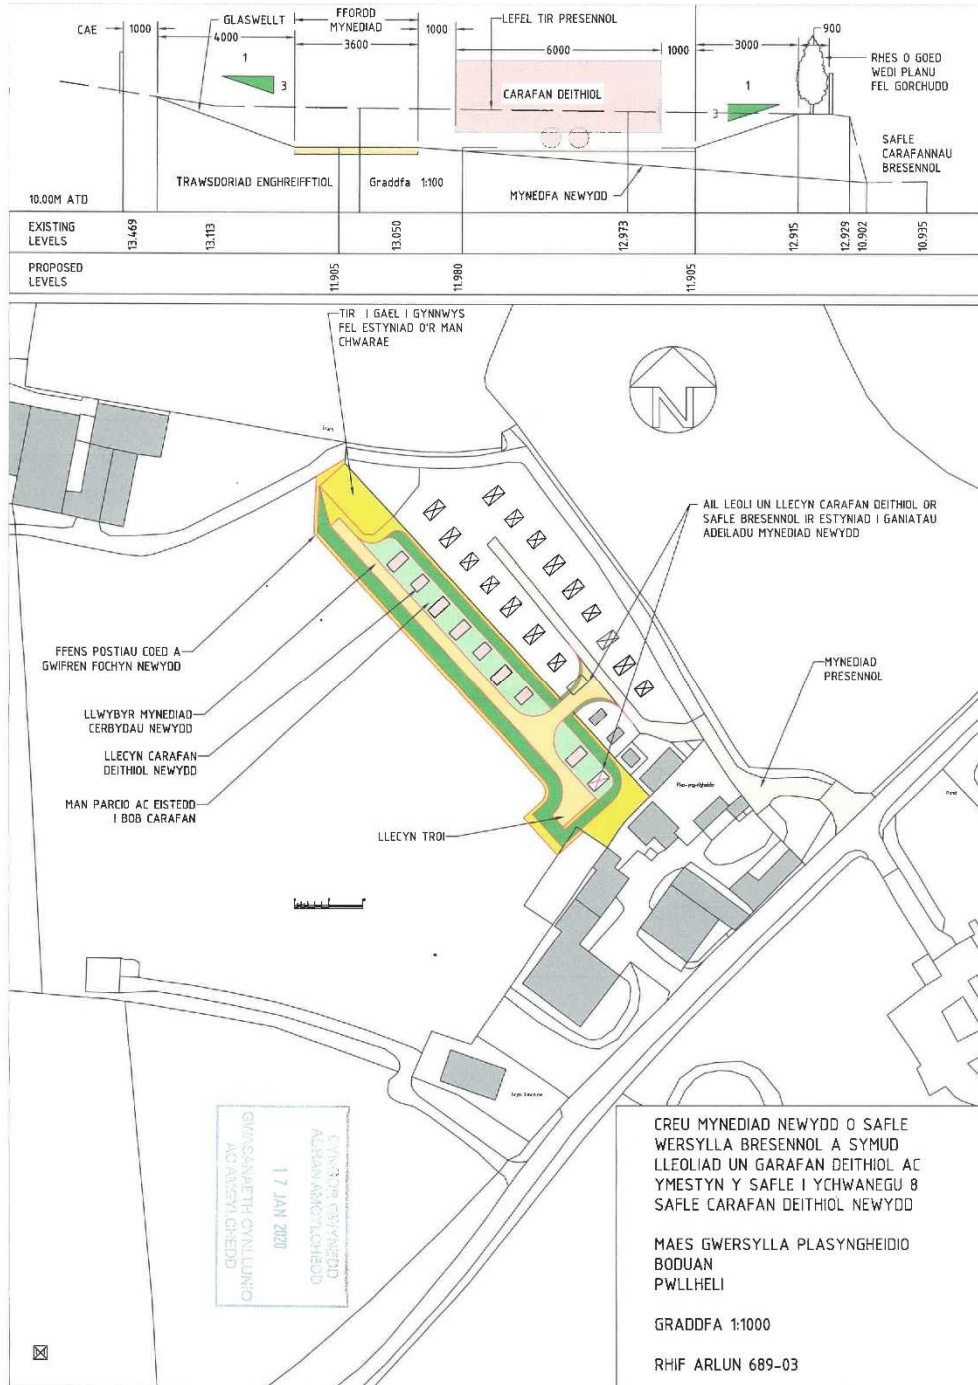 CAE
1000
GLASWELLT
4000
FFORDD
MYNEDIAD
3600
1000
LEFEL TIR PRESENNOL
6000
1000
3000
900
1
3
CARAFAN DEITHIOL
1
3
RHES O GOED
WEDI PLANU
FEL GORCHUDD
SAFLE
CARAFANNAU
BRESENNOL
TRAWSDORIAD ENGHREIFFTIOL
Graddfa 1:100
MYNEDFA NEWYDD
10.00M ATD
EXISTING
LEVELS
13.469
13.113
13.050
12.973
12.915
12.929
10.902
10.935
PROPOSED
LEVELS
11.905
11.980
11.905
TIR I GAEL I GYNNWYS
FEL ESTYNIAD O'R MAN
CHWARAE
N
AIL LEOLI UN LLECYN CARAFAN DEITHIOL OR
SAFLE BRESENNOL IR ESTYNIAD I GANIATAU
ADEILADU MYNEDIAD NEWYDD
FFENS POSTIAU COED A
GWIFREN FOCHYN NEWYDD
MYNEDIAD
PRESENNOL
LLWYBYR MYNEDIAD
CERBYDAU NEWYDD
LLECYN CARAFAN
DEITHIOL NEWYDD
MAN PARCIO AC EISTEDD
I BOB CARAFAN
LLECYN TROI
CYNGOR GWYNEDD
17 JAN 2020
GWASANAETH CYNLLUNIO
CREU MYNEDIAD NEWYDD O SAFLE
WERSYLLA BRESENNOL A SYMUD
LLEOLIAD UN GARAFAN DEITHIOL AC
YMESTYN Y SAFLE I YCHWANEGU 8
SAFLE CARAFAN DEITHIOL NEWYDD
MAES GWERSYLLA PLASYNGHEIDIO
BODUAN
PWLLHELI
GRADDFA 1:1000
RHIF ARLUN 689-03